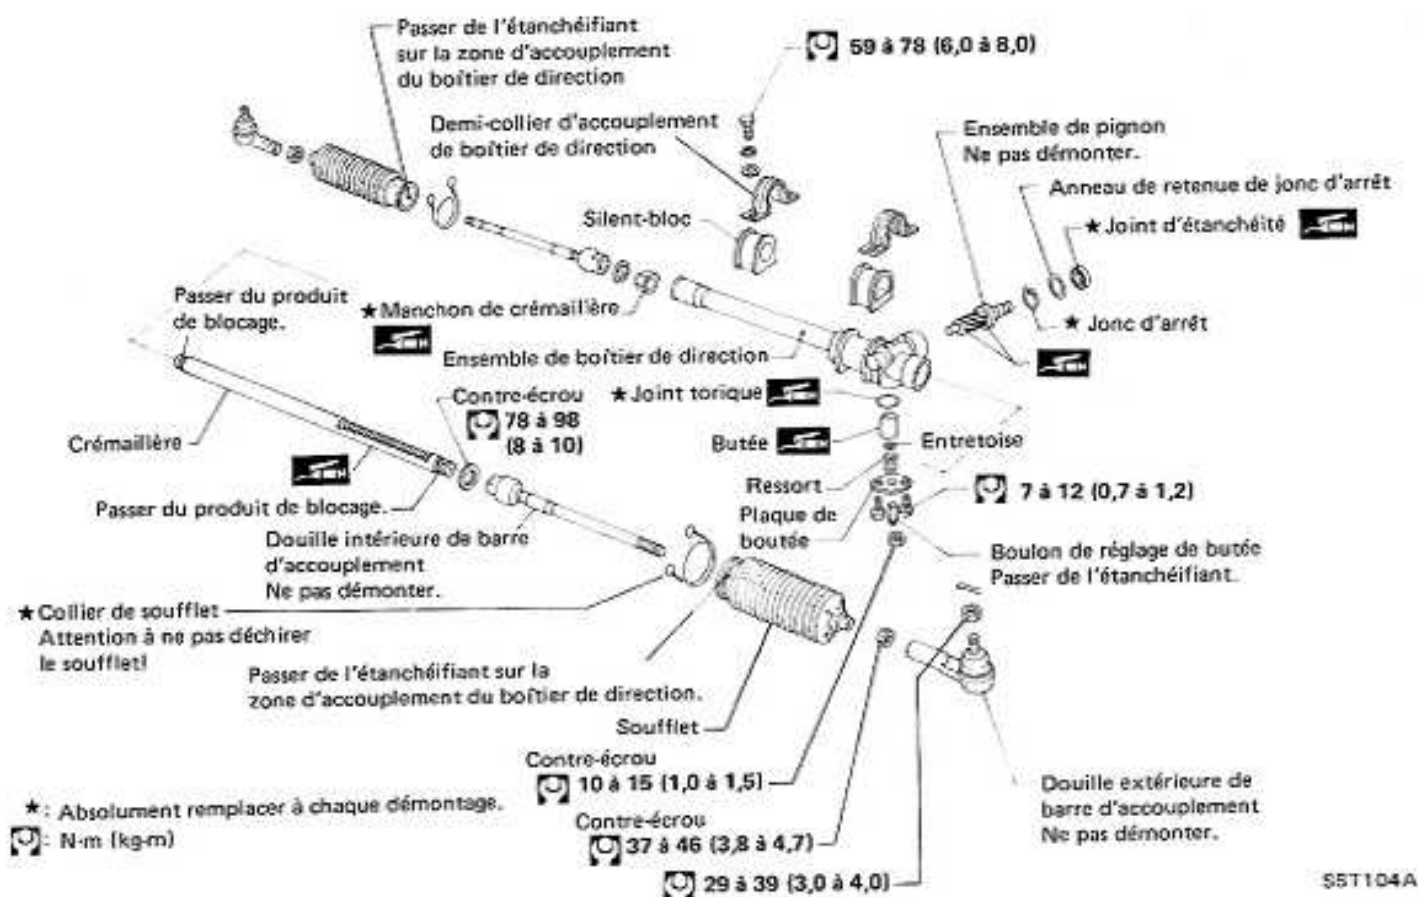 Passer de l'étanchéifiant
sur la zone d'accouplement
du boîtier de direction
59 à 78 (6,0 à 8,0)
Demi-collier d'accouplement
de boîtier de direction
Ensemble de pignon
Ne pas démonter.
Anneau de retenue de jonc d'arrêt
Silent-bloc
★ Joint d'étanchéité
Passer du produit
de blocage.
★ Manchon de crémaillère
★ Jonc d'arrêt
Ensemble de boîtier de direction
Contre-écrou
78 à 98
(8 à 10)
★ Joint torique
Crémaillère
Butée
Entretoise
Ressort
7 à 12 (0,7 à 1,2)
Passer du produit de blocage.
Plaque de
boutée
Douille intérieure de barre
d'accouplement
Ne pas démonter.
Boulon de réglage de butée
Passer de l'étanchéifiant.
★ Collier de soufflet
Attention à ne pas déchirer
le soufflet!
Passer de l'étanchéifiant sur la
zone d'accouplement du boîtier de direction.
Soufflet
Contre-écrou
10 à 15 (1,0 à 1,5)
Douille extérieure de
barre d'accouplement
Ne pas démonter.
★: Absolument remplacer à chaque démontage.
Contre-écrou
37 à 46 (3,8 à 4,7)
: N·m (kg-m)
29 à 39 (3,0 à 4,0)
SST104A